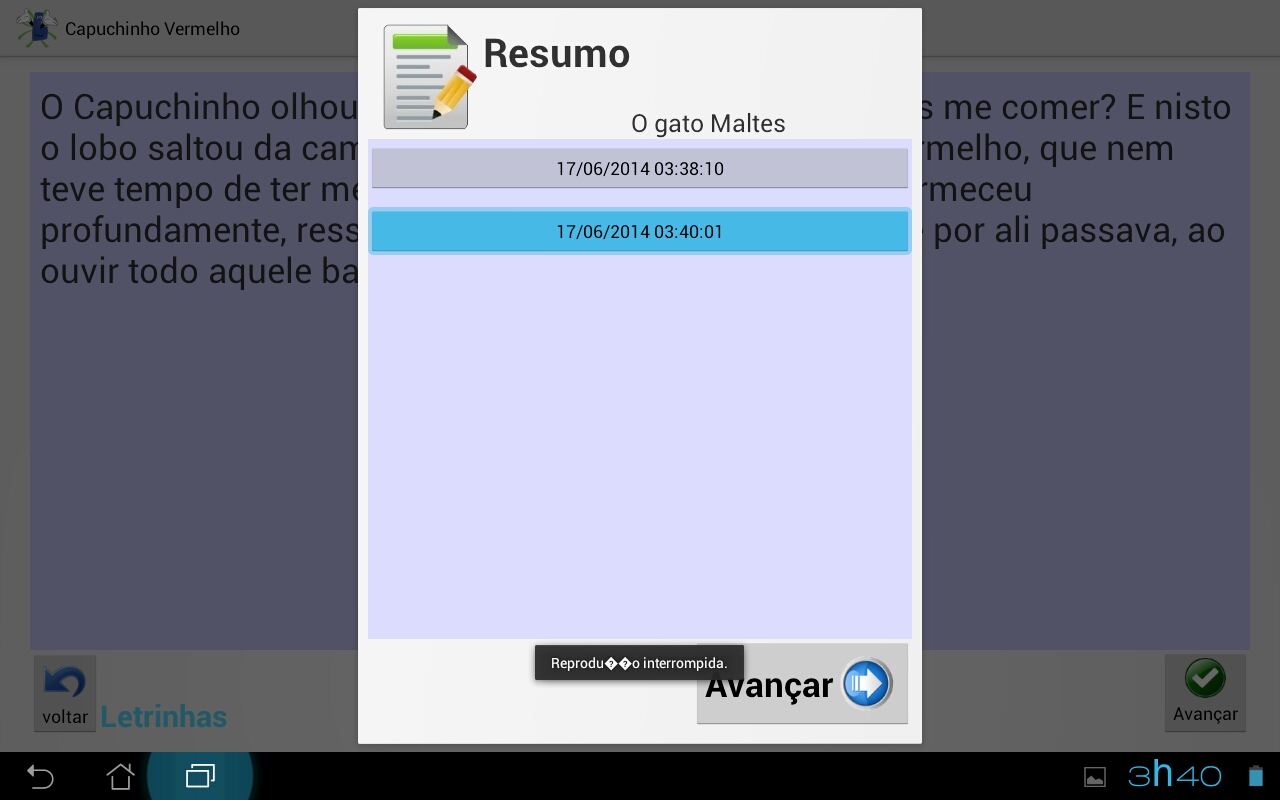 Capuchinho Vermelho
Resumo
O gato Maltes
17/06/2014 03:38:10
17/06/2014 03:40:01
O Capuchinho olhou s me comer? E nisto
o lobo saltou da cam rmelho, que nem
teve tempo de ter me rmeceu
profundamente, ress e por ali passava, ao
ouvir todo aquele ba
Reprodu��o interrompida.
Avançar
voltar
Letrinhas
Avançar
3h40